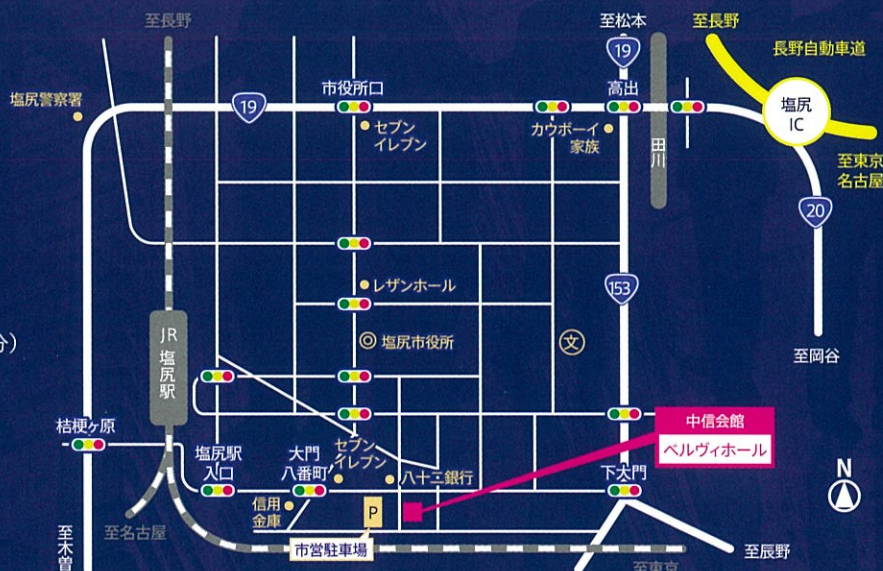 至長野
至松本
至長野
長野自動車道
塩尻警察署
19
市役所口
セブン
イレブン
カウボーイ
家族
19
高出
田川
塩尻
IC
至東京
名古屋
20
153
レザンホール
塩尻市役所
文
至岡谷
分）
JR
塩尻駅
桔梗ヶ原
塩尻駅
入口
大門
八番町
セブン
イレブン
八十二銀行
信用
金庫
P
市営駐車場
中信会館
ベルヴィホール
下大門
N
至木曽
至名古屋
至東京
至辰野